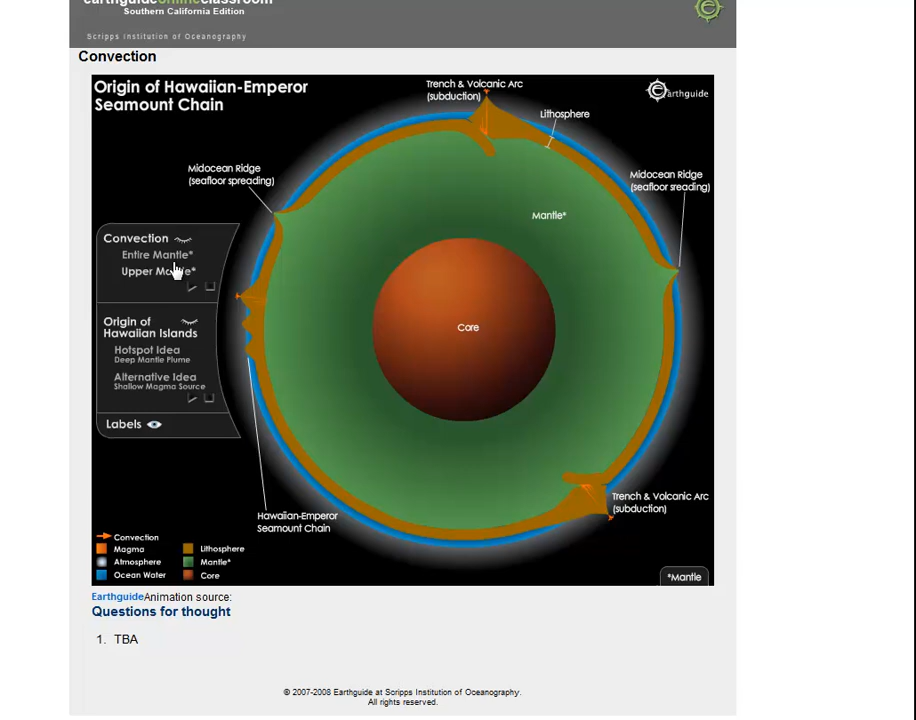 earthguideonlineclassroom
Southern California Edition
Scripps Institution of Oceanography
Convection
Origin of Hawaiian-Emperor
Seamount Chain
Trench & Volcanic Arc
(subduction)
earthguide
Lithosphere
Midocean Ridge
(seafloor spreading)
Midocean Ridge
(seafloor sreading)
Mantle*
Convection
Entire Mantle*
Upper Mantle*
Core
Origin of
Hawaiian Islands
Hotspot Idea
Deep Mantle Plume
Alternative Idea
Shallow Magma Source
Labels
Trench & Volcanic Arc
(subduction)
Hawaiian-Emperor
Seamount Chain
Convection
Magma
Atmosphere
Ocean Water
Lithosphere
Mantle*
Core
*Mantle
EarthguideAnimation source:
Questions for thought
1. TBA
© 2007-2008 Earthguide at Scripps Institution of Oceanography.
All rights reserved.